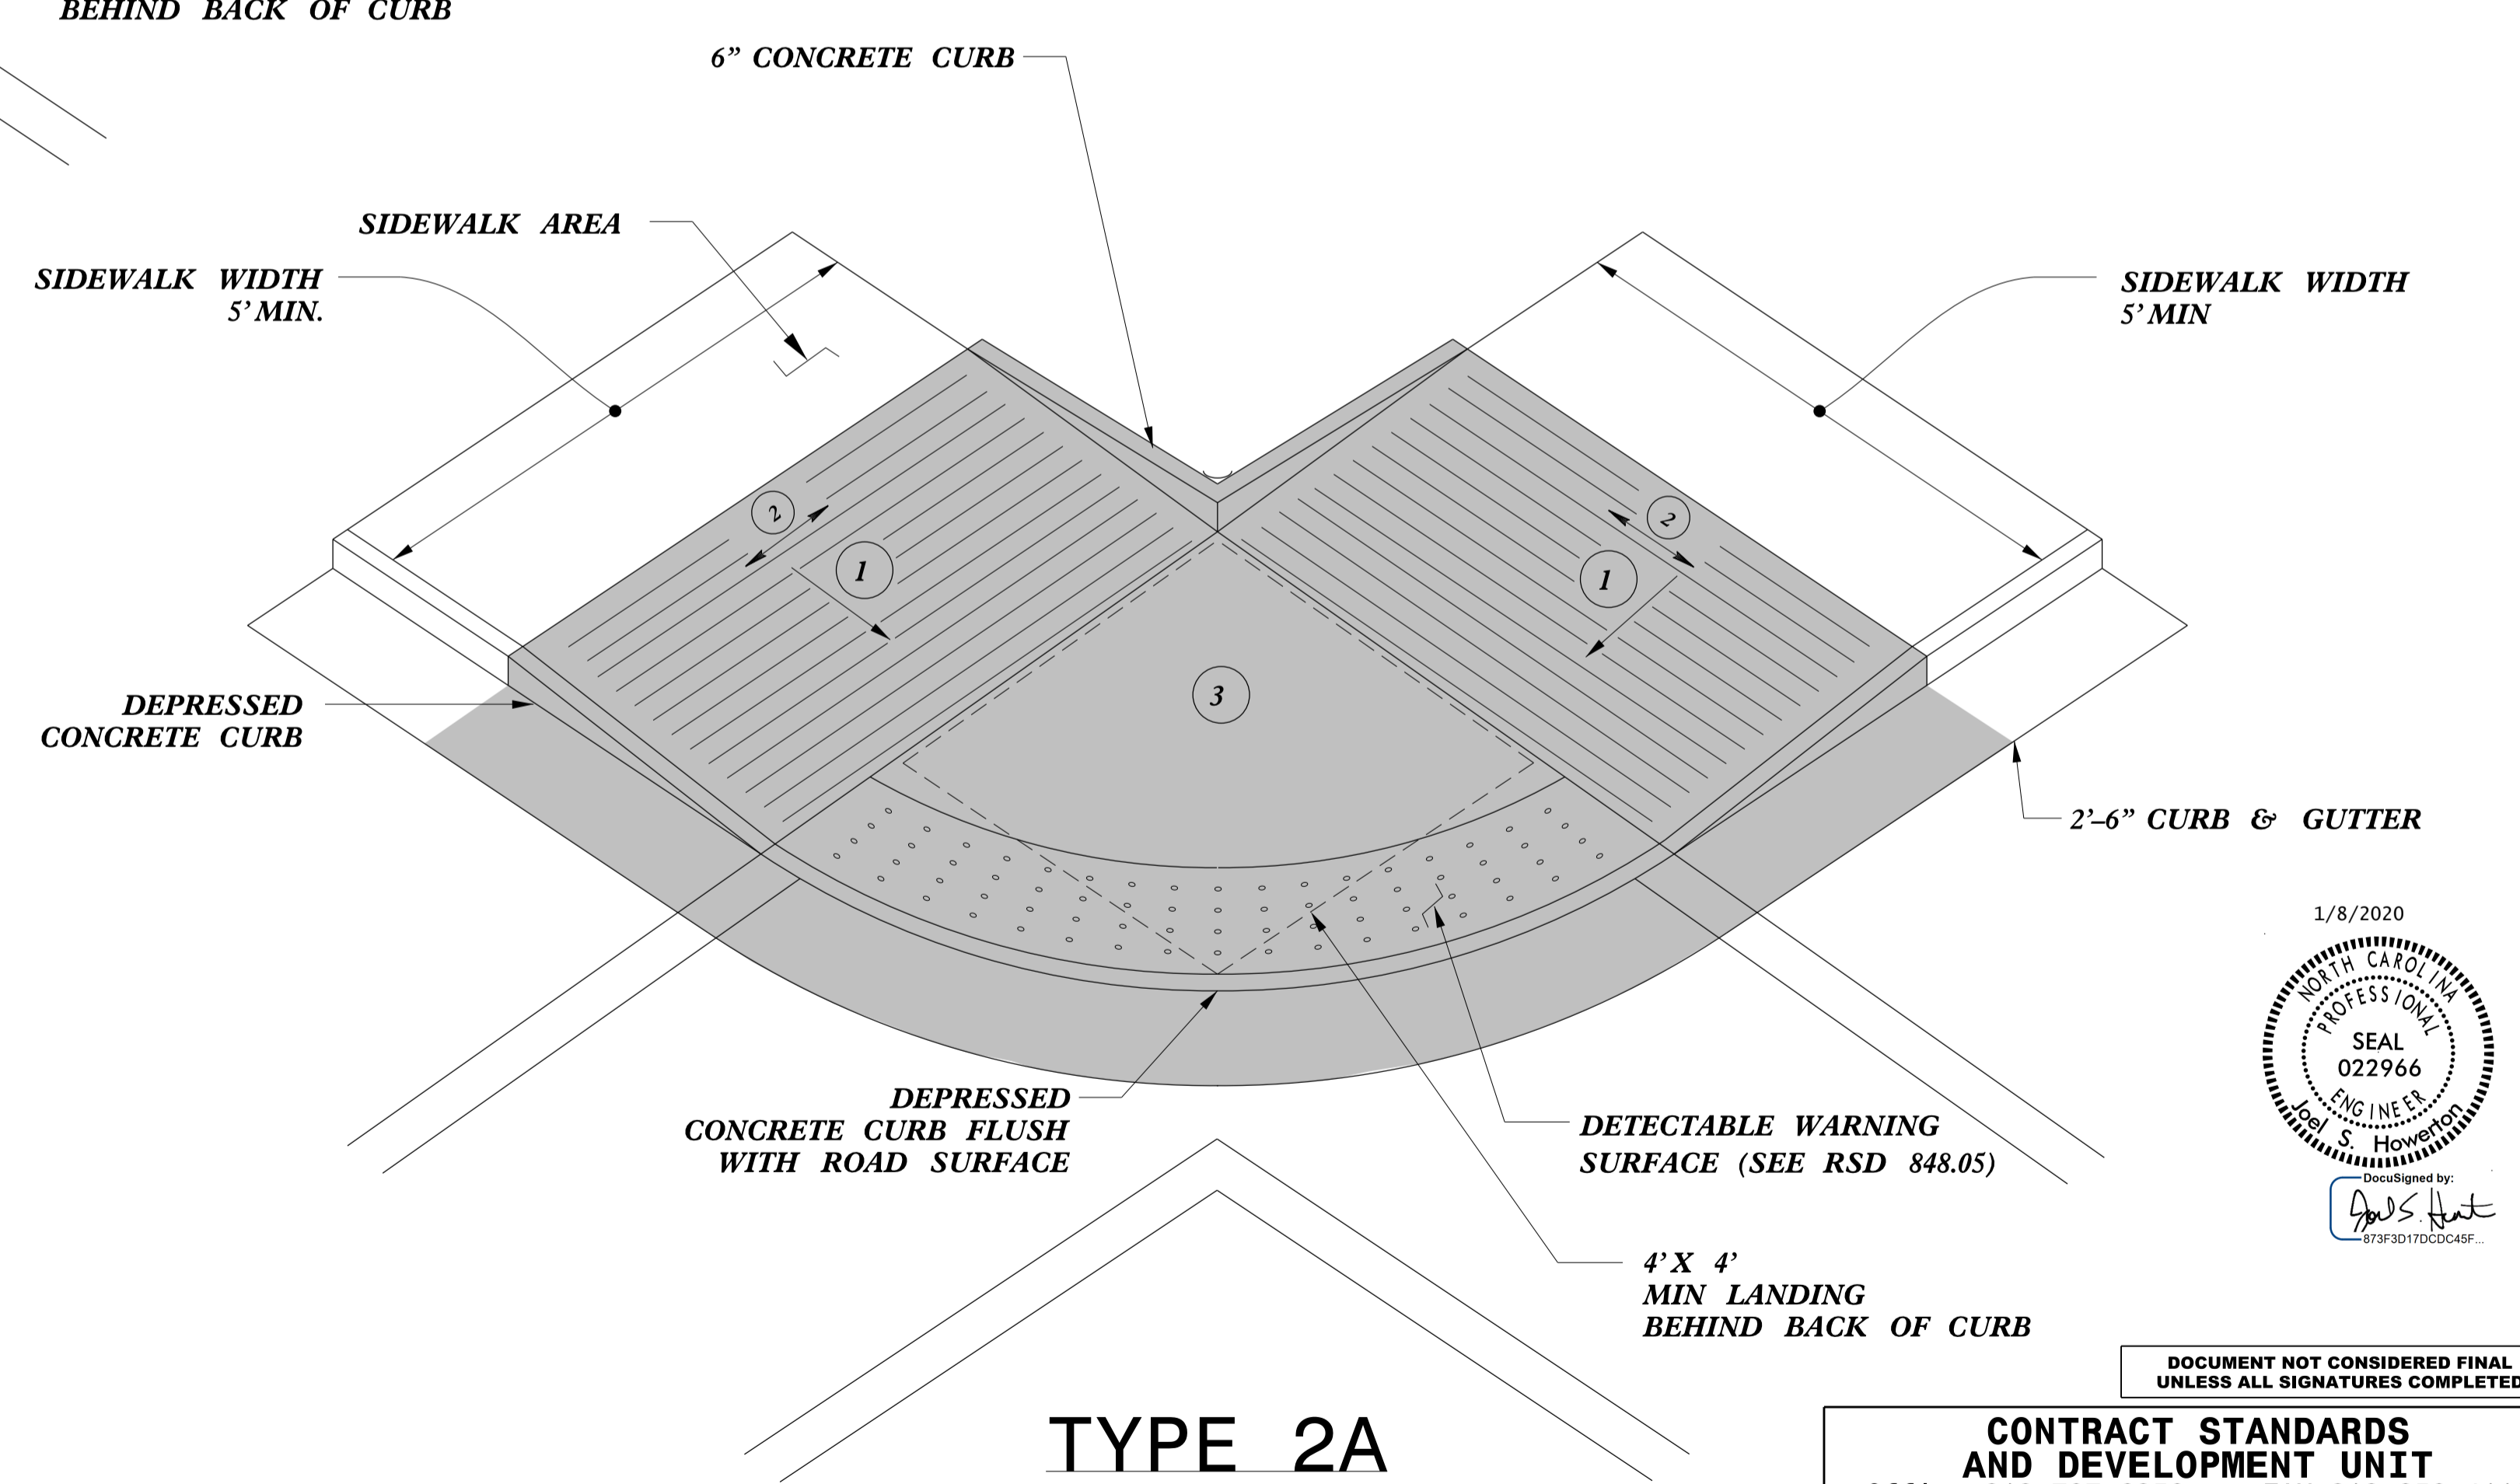 BEHIND BACK OF CURB
6” CONCRETE CURB
SIDEWALK AREA
SIDEWALK WIDTH
5’ MIN.
SIDEWALK WIDTH
5’ MIN
2
1
2
1
3
DEPRESSED
CONCRETE CURB
2’–6” CURB & GUTTER
DEPRESSED
CONCRETE CURB FLUSH
WITH ROAD SURFACE
DETECTABLE WARNING
SURFACE (SEE RSD 848.05)
4’ X 4’
MIN LANDING
BEHIND BACK OF CURB
1/8/2020
NORTH CAROLINA
PROFESSIONAL
SEAL
022966
ENGINEER
Joel S. Howerton
DocuSigned by:
873F3D17DCDC45F...
DOCUMENT NOT CONSIDERED FINAL
UNLESS ALL SIGNATURES COMPLETED
TYPE 2A
CONTRACT STANDARDS
AND DEVELOPMENT UNIT